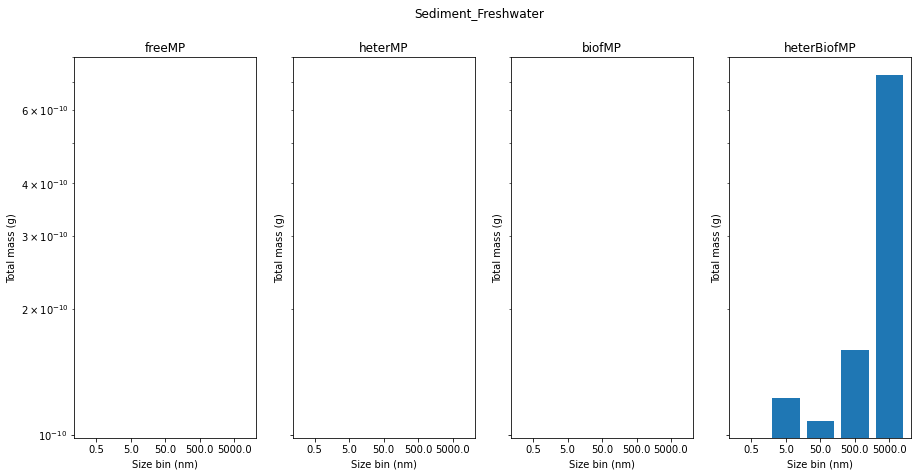 Sediment_Freshwater
freeMP
heterMP
biofMP
heterBiofMP
Total mass (g)
6 × 10⁻¹⁰
4 × 10⁻¹⁰
3 × 10⁻¹⁰
2 × 10⁻¹⁰
10⁻¹⁰
0.5 5.0 50.0 500.0 5000.0
Size bin (nm)
Total mass (g)
0.5 5.0 50.0 500.0 5000.0
Size bin (nm)
Total mass (g)
0.5 5.0 50.0 500.0 5000.0
Size bin (nm)
Total mass (g)
0.5 5.0 50.0 500.0 5000.0
Size bin (nm)